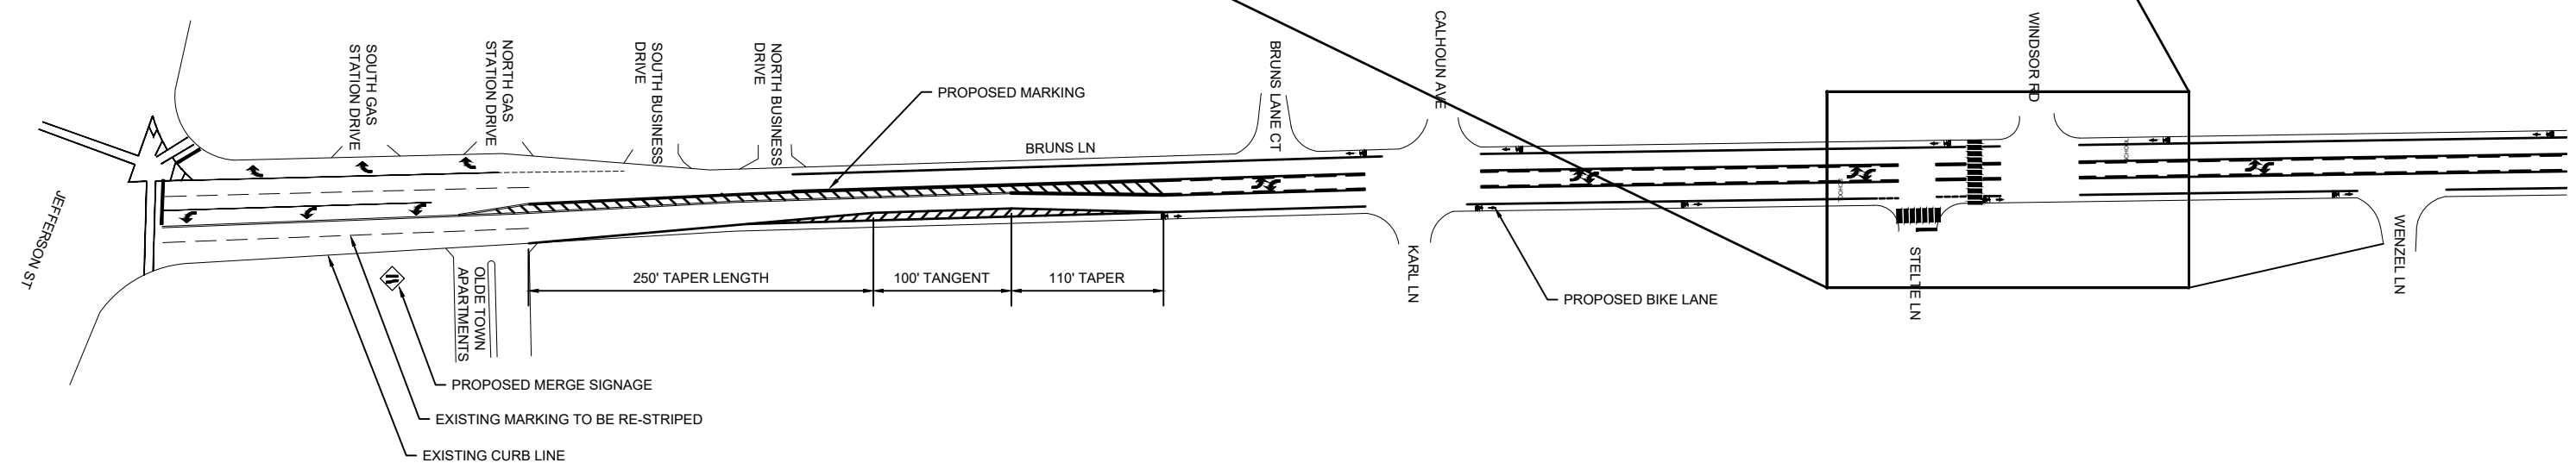 SOUTH GAS
STATION DRIVE
NORTH GAS
STATION DRIVE
SOUTH BUSINESS
DRIVE
NORTH BUSINESS
DRIVE
PROPOSED MARKING
BRUNS LN
BRUNS LANE CT
CALHOUN AVE
WINDSOR RD
SCHOOL
SCHOOL
JEFFERSON ST
OLDE TOWN
APARTMENTS
250' TAPER LENGTH
100' TANGENT
110' TAPER
KARL LN
PROPOSED BIKE LANE
STELTE LN
WENZEL LN
PROPOSED MERGE SIGNAGE
EXISTING MARKING TO BE RE-STRIPED
EXISTING CURB LINE